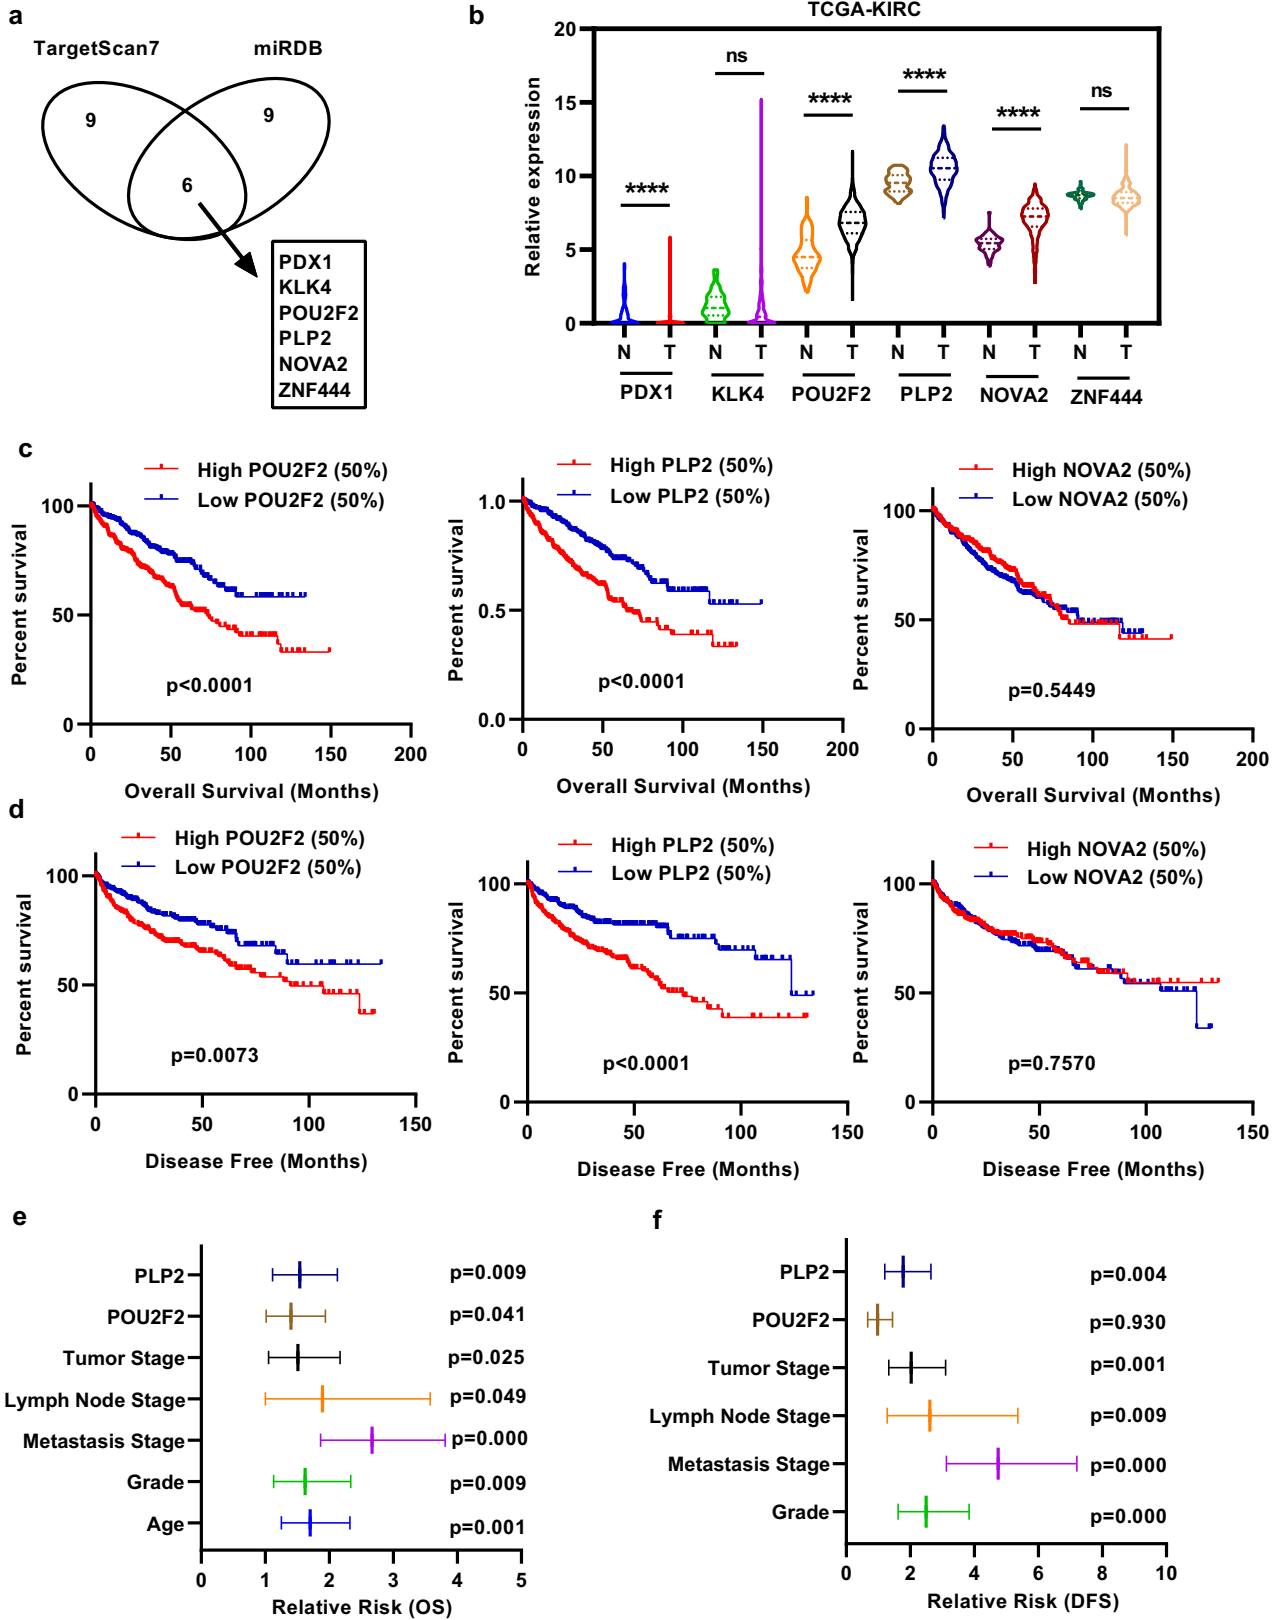 a
TargetScan7
miRDB
9
9
6
PDX1
KLK4
POU2F2
PLP2
NOVA2
ZNF444
b
TCGA-KIRC
Relative expression
20
15
10
5
0
****
ns
****
****
****
ns
N T N T N T N T N T N T
PDX1 KLK4 POU2F2 PLP2 NOVA2 ZNF444
c
High POU2F2 (50%)
Low POU2F2 (50%)
Percent survival
100
50
0
p<0.0001
0 50 100 150 200
Overall Survival (Months)
High PLP2 (50%)
Low PLP2 (50%)
Percent survival
1.0
0.5
0.0
p<0.0001
0 50 100 150 200
Overall Survival (Months)
High NOVA2 (50%)
Low NOVA2 (50%)
Percent survival
100
50
0
p=0.5449
0 50 100 150 200
Overall Survival (Months)
d
High POU2F2 (50%)
Low POU2F2 (50%)
Percent survival
100
50
0
p=0.0073
0 50 100 150
Disease Free (Months)
High PLP2 (50%)
Low PLP2 (50%)
Percent survival
100
50
0
p<0.0001
0 50 100 150
Disease Free (Months)
High NOVA2 (50%)
Low NOVA2 (50%)
Percent survival
100
50
0
p=0.7570
0 50 100 150
Disease Free (Months)
e
PLP2 p=0.009
POU2F2 p=0.041
Tumor Stage p=0.025
Lymph Node Stage p=0.049
Metastasis Stage p=0.000
Grade p=0.009
Age p=0.001
0 1 2 3 4 5
Relative Risk (OS)
f
PLP2 p=0.004
POU2F2 p=0.930
Tumor Stage p=0.001
Lymph Node Stage p=0.009
Metastasis Stage p=0.000
Grade p=0.000
0 2 4 6 8 10
Relative Risk (DFS)